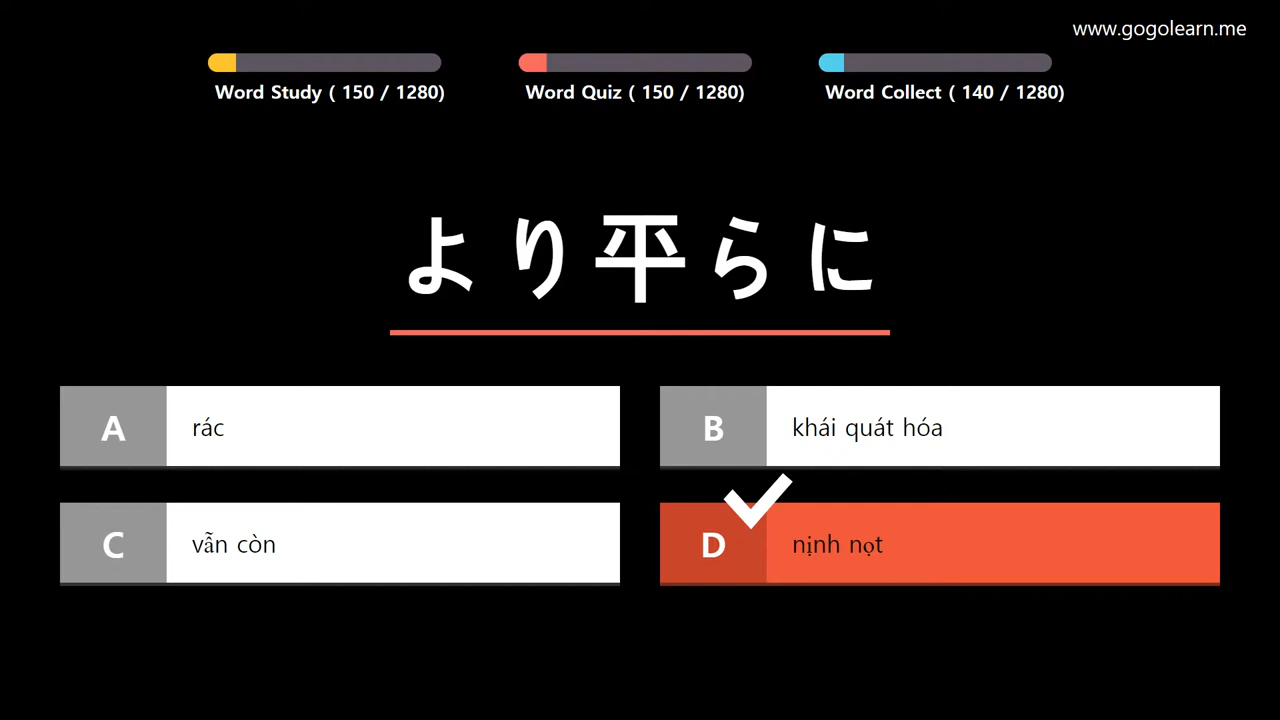 www.gogolearn.me
Word Study ( 150 / 1280)
Word Quiz ( 150 / 1280)
Word Collect ( 140 / 1280)
より平らに
A rác
B khái quát hóa
C vẫn còn
D nịnh nọt